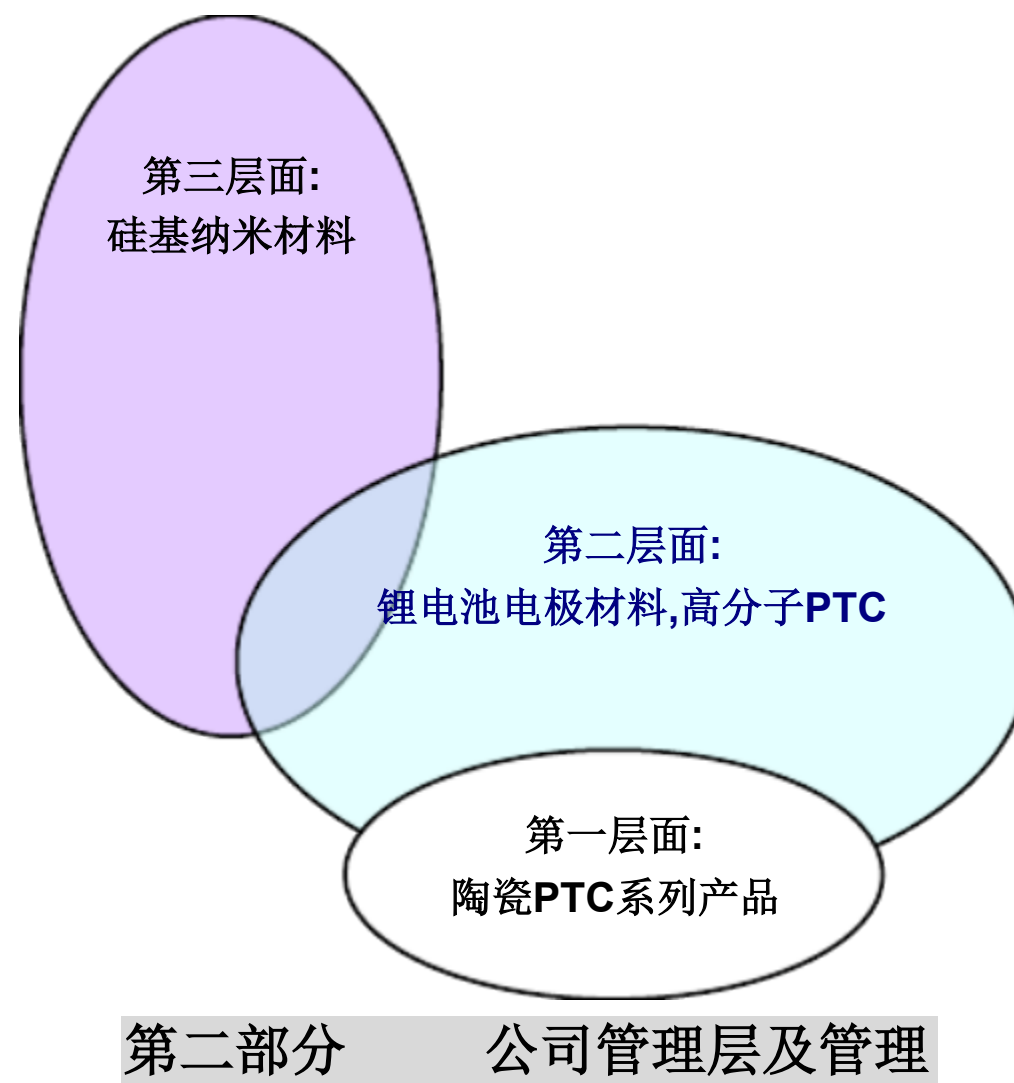 第三层面:
硅基纳米材料
第二层面:
锂电池电极材料,高分子PTC
第一层面:
陶瓷PTC系列产品
第二部分 公司管理层及管理